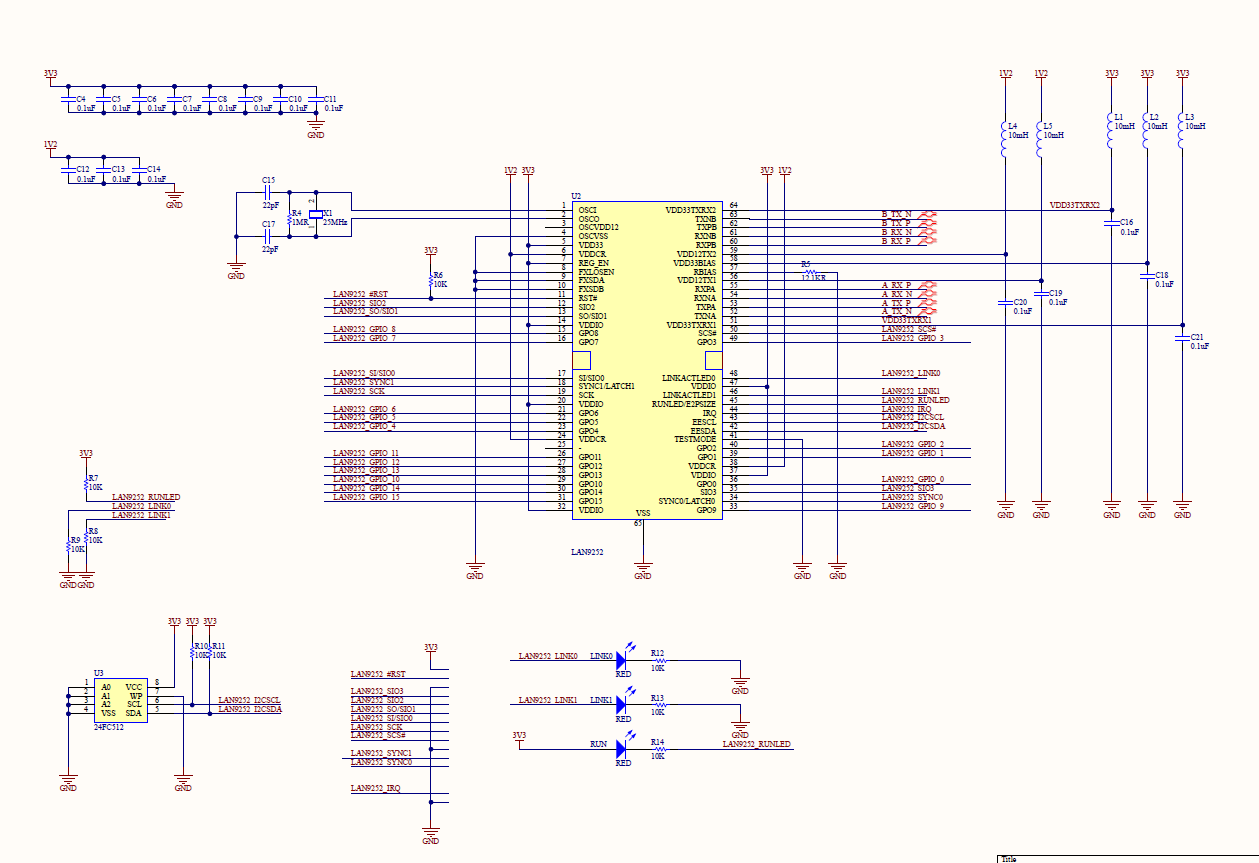 3V3
C4 C5 C6 C7 C8 C9 C10 C11
0.1uF 0.1uF 0.1uF 0.1uF 0.1uF 0.1uF 0.1uF 0.1uF
GND
1V2
C12 C13 C14
0.1uF 0.1uF 0.1uF
GND
C15
22pF
R4
1MR
2
X1
25MHz
1
C17
22pF
GND
3V3
R6
10K
1V2 3V3
U2
3V3 1V2
1 OSCI
2 OSCO
3 OSCVDD12
4 OSCVSS
5 VDD33
6 VDDCR
7 REG_EN
8 FXLOSEN
9 FXSDA
10 FXSDB
LAN9252_#RST 11 RST#
LAN9252_SIO2 12 SIO2
LAN9252_SO/SIO1 13 SO/SIO1
14 VDDIO
LAN9252_GPIO_8 15 GPO8
LAN9252_GPIO_7 16 GPO7
LAN9252_SI/SIO0 17 SI/SIO0
LAN9252_SYNC1 18 SYNC1/LATCH1
LAN9252_SCK 19 SCK
20 VDDIO
LAN9252_GPIO_6 21 GPO6
LAN9252_GPIO_5 22 GPO5
LAN9252_GPIO_4 23 GPO4
24 VDDCR
25 -
LAN9252_GPIO_11 26 GPO11
LAN9252_GPIO_12 27 GPO12
LAN9252_GPIO_13 28 GPO13
LAN9252_GPIO_10 29 GPO10
LAN9252_GPIO_14 30 GPO14
LAN9252_GPIO_15 31 GPO15
32 VDDIO
VDD33TXRX2 64 VDD33TXRX2
TXNB 63 B_TX_N
TXPB 62 B_TX_P
RXNB 61 B_RX_N
RXPB 60 B_RX_P
VDD12TX2 59
VDD33BIAS 58
RBIAS 57 R5 12.1KR
VDD12TX1 56
RXPA 55 A_RX_P
RXNA 54 A_RX_N
TXPA 53 A_TX_P
TXNA 52 A_TX_N
VDD33TXRX1 51 VDD33TXRX1
SCS# 50 LAN9252_SCS#
GPO3 49 LAN9252_GPIO_3
LINKACTLED0 48 LAN9252_LINK0
VDDIO 47
LINKACTLED1 46 LAN9252_LINK1
RUNLED/E2PSIZE 45 LAN9252_RUNLED
IRQ 44 LAN9252_IRQ
EESCL 43 LAN9252_I2CSCL
EESDA 42 LAN9252_I2CSDA
TESTMODE 41
GPO2 40 LAN9252_GPIO_2
GPO1 39 LAN9252_GPIO_1
VDDCR 38
VDDIO 37
GPO0 36 LAN9252_GPIO_0
SIO3 35 LAN9252_SIO3
SYNC0/LATCH0 34 LAN9252_SYNC0
GPO9 33 LAN9252_GPIO_9
VSS
65
LAN9252
GND GND GND GND
1V2 1V2 3V3 3V3 3V3
L4 L5 L1 L2 L3
10mH 10mH 10mH 10mH 10mH
C16
0.1uF
C18
0.1uF
C19
0.1uF
C20
0.1uF
C21
0.1uF
GND GND GND GND GND
3V3
R7
10K
LAN9252_RUNLED
LAN9252_LINK0
LAN9252_LINK1
R8
10K
R9
10K
GND GND
3V3 3V3 3V3
R10 R11
10K 10K
U3
1 A0 VCC 8
2 A1 WP 7
3 A2 SCL 6 LAN9252_I2CSCL
4 VSS SDA 5 LAN9252_I2CSDA
24FC512
GND GND
3V3
LAN9252_#RST
LAN9252_SIO3
LAN9252_SIO2
LAN9252_SO/SIO1
LAN9252_SI/SIO0
LAN9252_SCK
LAN9252_SCS#
LAN9252_SYNC1
LAN9252_SYNC0
LAN9252_IRQ
GND
LAN9252_LINK0 LINK0 R12
RED 10K
GND
LAN9252_LINK1 LINK1 R13
RED 10K
GND
3V3 RUN R14 LAN9252_RUNLED
RED 10K
Title